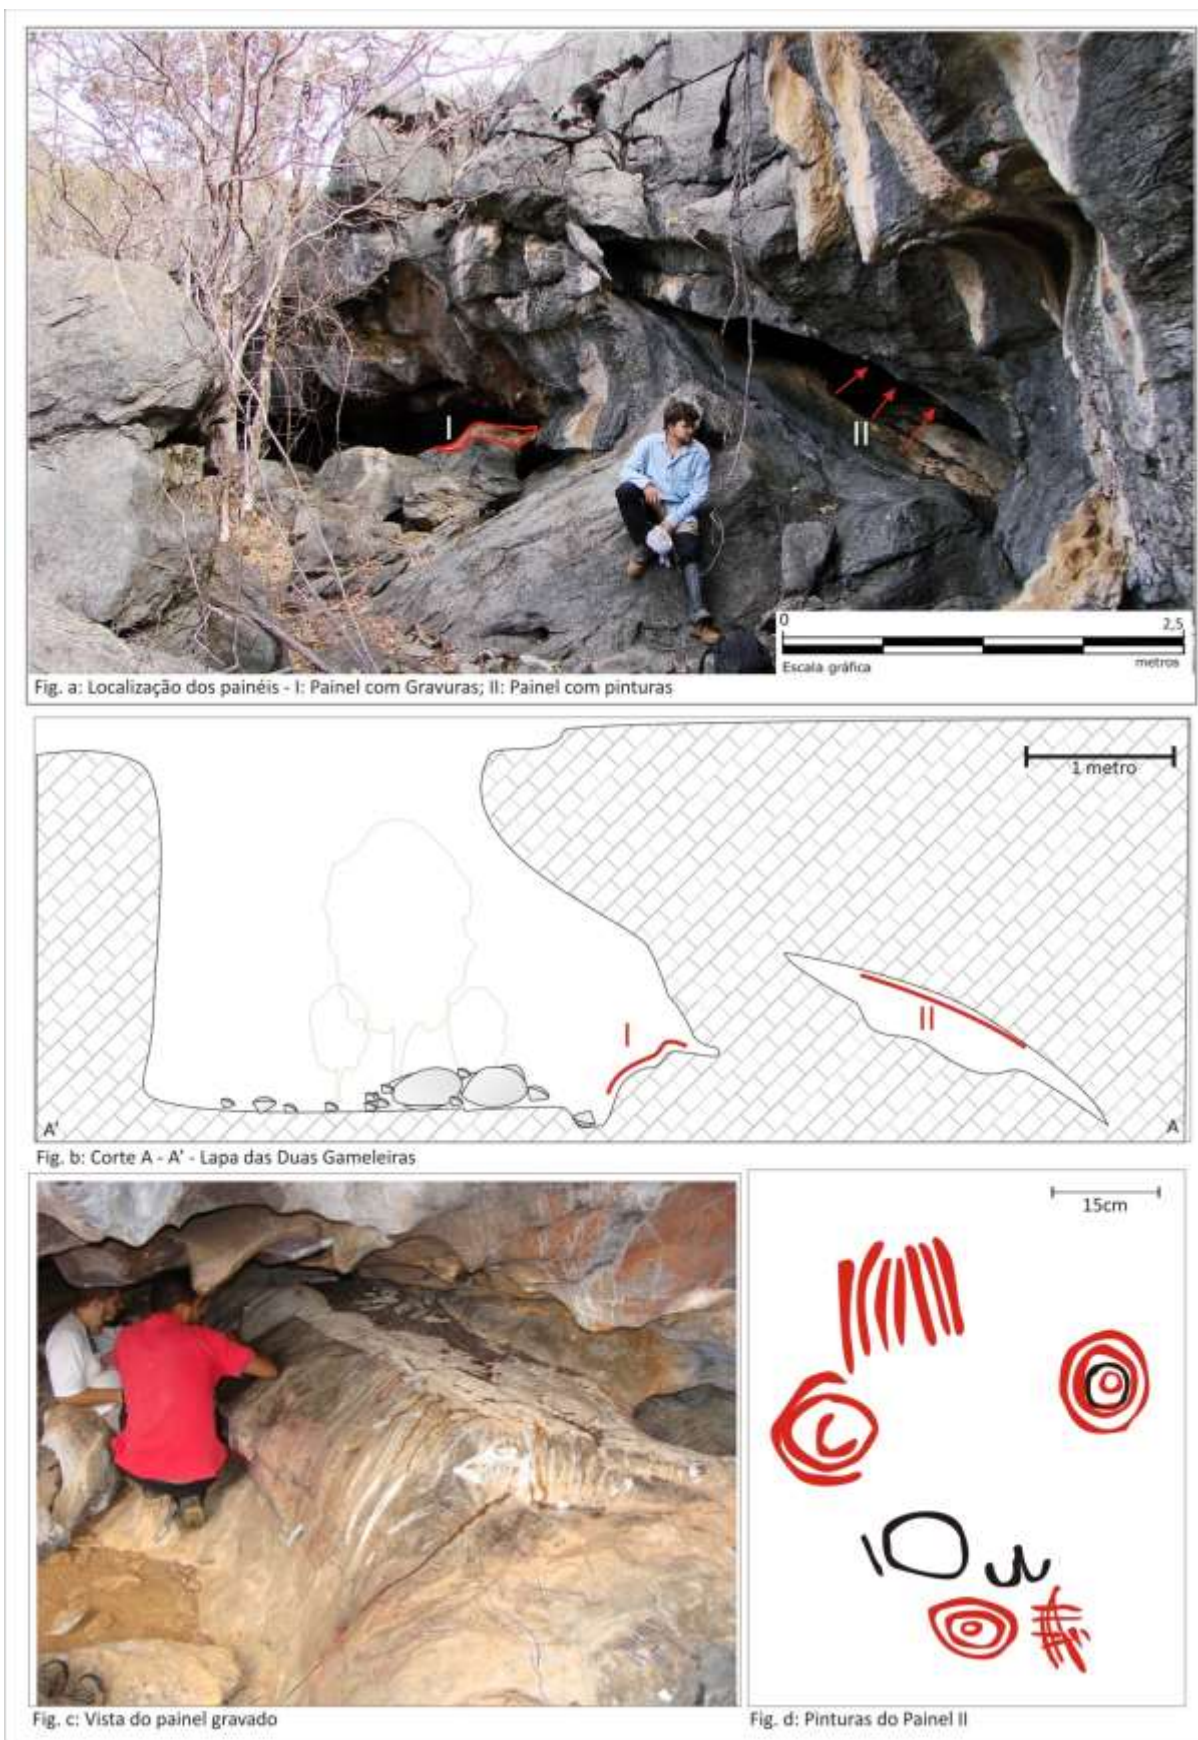 I
II
0 2,5
Escala gráfica metros
Fig. a: Localização dos painéis - I: Painel com Gravuras; II: Painel com pinturas
1 metro
I
II
A' A
Fig. b: Corte A - A' - Lapa das Duas Gameleiras
15cm
Fig. c: Vista do painel gravado
Fig. d: Pinturas do Painel II